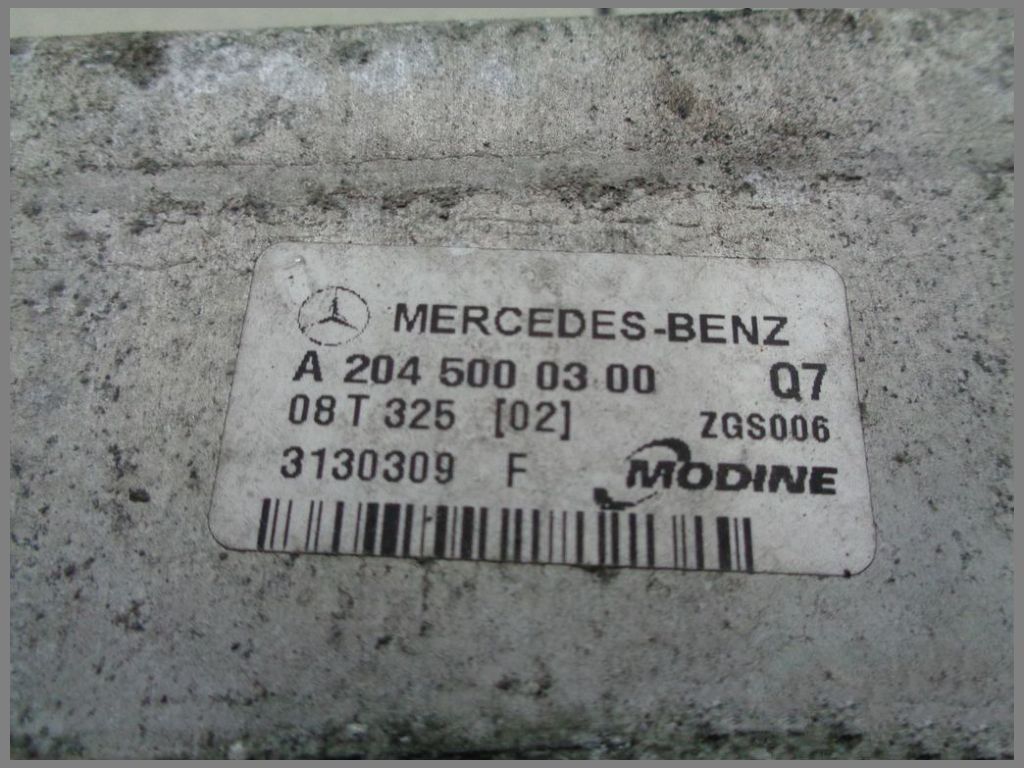 MERCEDES-BENZ
A 204 500 03 00 Q7
08 T 325 [02] ZGS006
3130309 F MODINE